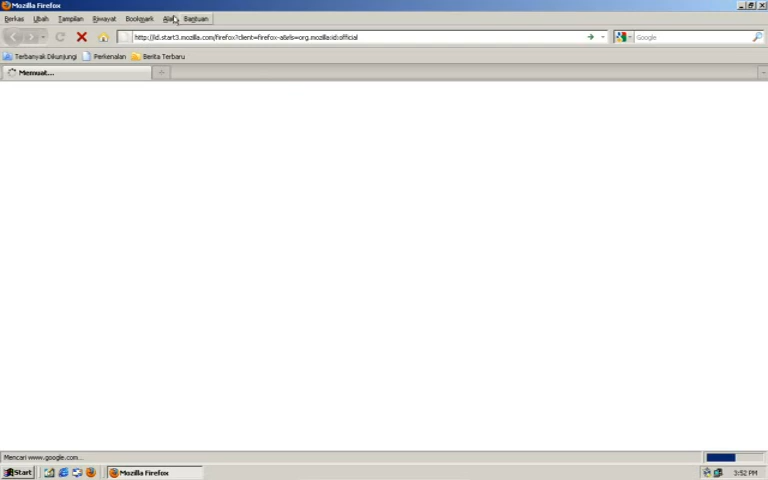 Mozilla Firefox
Berkas Ubah Tampilan Riwayat Bookmark Alat Bantuan
http://id.start3.mozilla.com/firefox?client=firefox-a&rls=org.mozilla:id:official Google
Terbanyak Dikunjungi Perkenalan Berita Terbaru
Memuat...
Mencari www.google.com...
Start Mozilla Firefox 3:52 PM